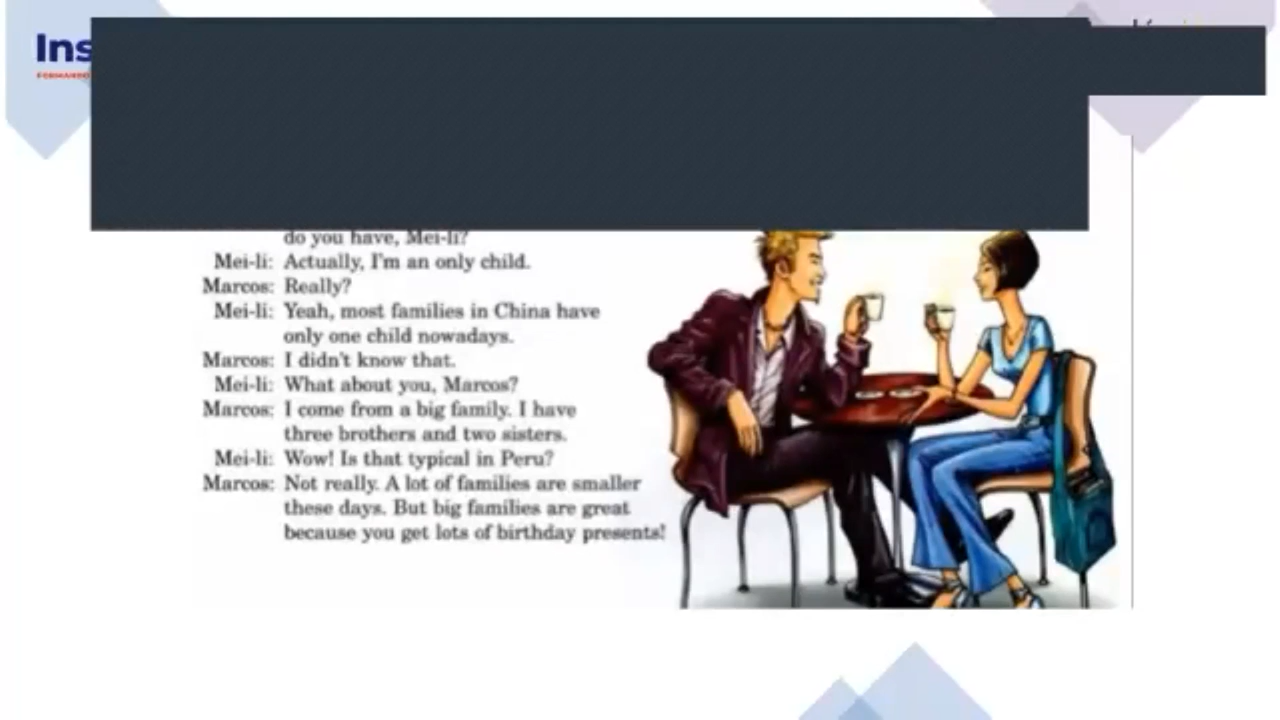 Ins
FORMANDO
do you have, Mei-li?
Mei-li: Actually, I'm an only child.
Marcos: Really?
Mei-li: Yeah, most families in China have
only one child nowadays.
Marcos: I didn't know that.
Mei-li: What about you, Marcos?
Marcos: I come from a big family. I have
three brothers and two sisters.
Mei-li: Wow! Is that typical in Peru?
Marcos: Not really. A lot of families are smaller
these days. But big families are great
because you get lots of birthday presents!